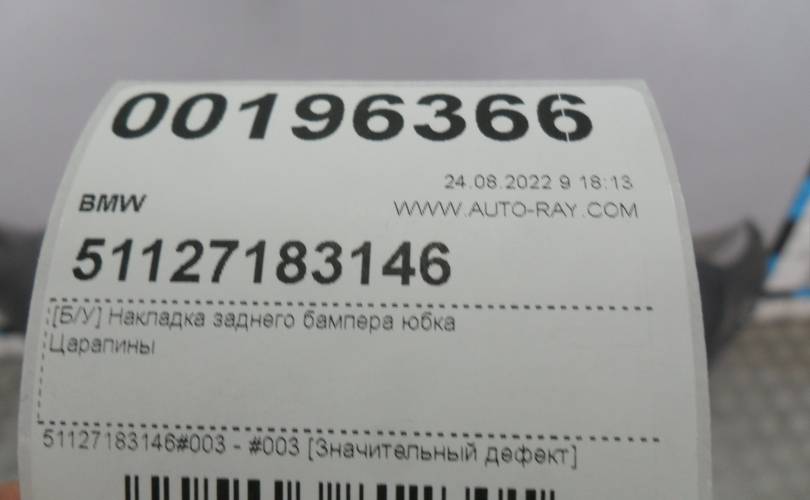 00196366
24.08.2022 9 18:13
BMW
WWW.AUTO-RAY.COM
51127183146
[Б/У] Накладка заднего бампера юбка
Царапины
51127183146#003 - #003 [Значительный дефект]